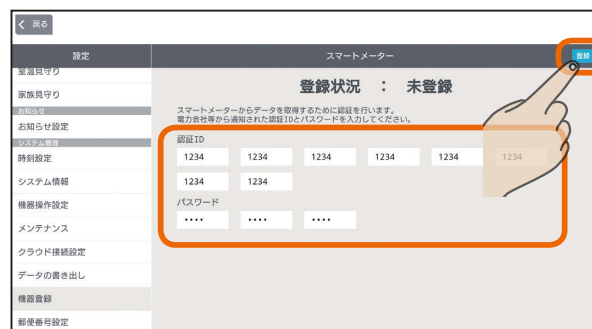 戻る
設定
スマートメーター
登録
室温見守り
家族見守り
お知らせ
お知らせ設定
システム管理
時刻設定
システム情報
機器操作設定
メンテナンス
クラウド接続設定
データの書き出し
機器登録
郵便番号設定
登録状況 : 未登録
スマートメーターからデータを取得するために認証を行います。
電力会社等から通知された認証IDとパスワードを入力してください。
認証ID
1234 1234 1234 1234 1234 1234
1234 1234
パスワード
•••• •••• ••••